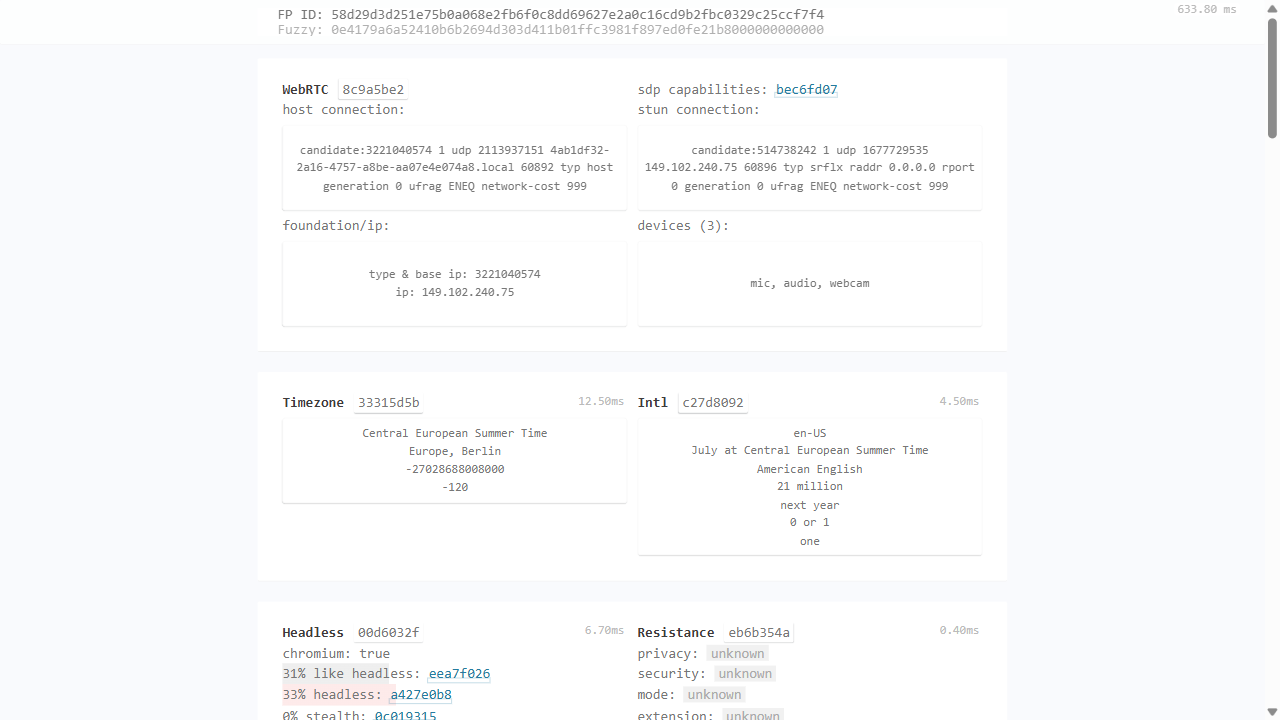 FP ID: 58d29d3d251e75b0a068e2fb6f0c8dd69627e2a0c16cd9b2fbc0329c25ccf7f4
633.80 ms
Fuzzy: 0e4179a6a52410b6b2694d303d411b01ffc3981f897ed0fe21b8000000000000
WebRTC 8c9a5be2
host connection:
candidate:3221040574 1 udp 2113937151 4ab1df32-
2a16-4757-a8be-aa07e4e074a8.local 60892 typ host
generation 0 ufrag ENEQ network-cost 999
foundation/ip:
type & base ip: 3221040574
ip: 149.102.240.75
sdp capabilities: bec6fd07
stun connection:
candidate:514738242 1 udp 1677729535
149.102.240.75 60896 typ srflx raddr 0.0.0.0 rport
0 generation 0 ufrag ENEQ network-cost 999
devices (3):
mic, audio, webcam
Timezone 33315d5b 12.50ms
Central European Summer Time
Europe, Berlin
-27028688008000
-120
Intl c27d8092 4.50ms
en-US
July at Central European Summer Time
American English
21 million
next year
0 or 1
one
Headless 00d6032f 6.70ms
chromium: true
31% like headless: eea7f026
33% headless: a427e0b8
0% stealth: 0c019315
Resistance eb6b354a 0.40ms
privacy: unknown
security: unknown
mode: unknown
extension: unknown